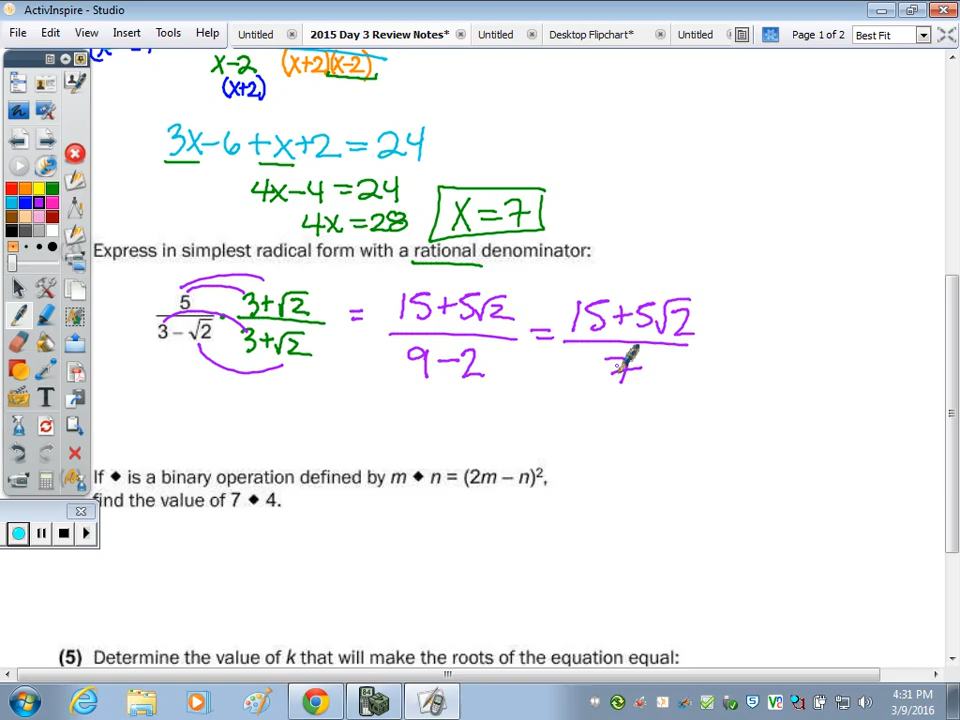 ActivInspire - Studio
File Edit View Insert Tools Help Untitled 2015 Day 3 Review Notes* Untitled Desktop Flipchart* Untitled Page 1 of 2 Best Fit
x-2 (x+2)(x-2)
(x+2)
3x-6+x+2=24
4x-4=24
4x=28 x=7
Express in simplest radical form with a rational denominator:
5/(3 – √2) · (3+√2)/(3+√2) = (15+5√2)/(9-2) = (15+5√2)/7
If ◆ is a binary operation defined by m ◆ n = (2m – n)²,
find the value of 7 ◆ 4.
(5) Determine the value of k that will make the roots of the equation equal:
4:31 PM
3/9/2016